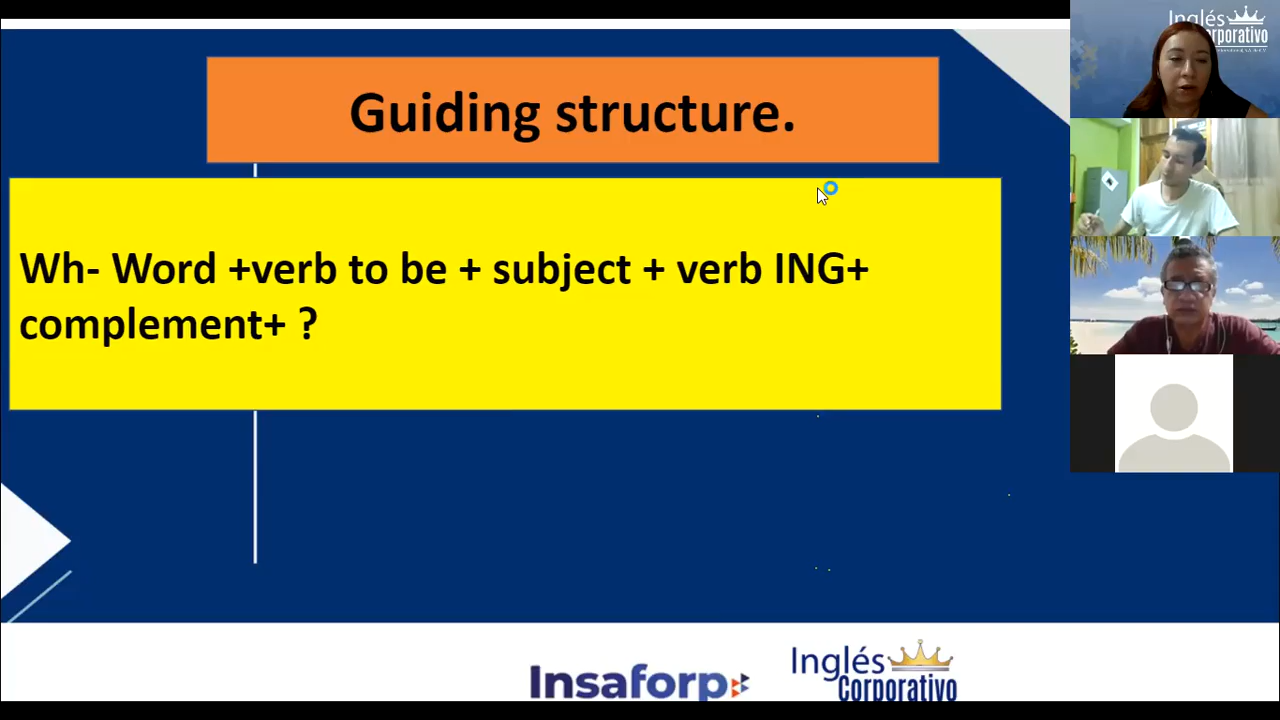 Guiding structure.
Wh- Word +verb to be + subject + verb ING+
complement+ ?
Insaforp
Inglés
Corporativo
Inglés
Corporativo